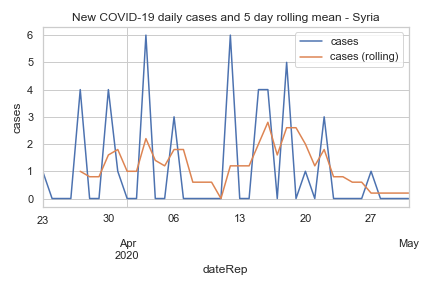 New COVID-19 daily cases and 5 day rolling mean - Syria
cases
cases (rolling)
cases
6
5
4
3
2
1
0
23 30 06 13 20 27
Apr May
2020
dateRep